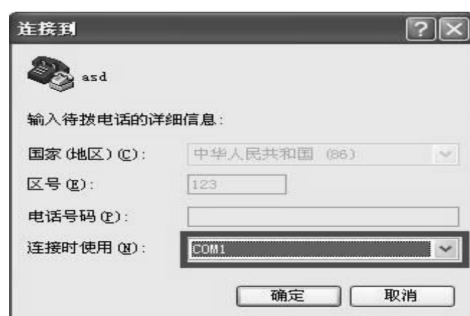 连接到
asd
输入待拨电话的详细信息:
国家(地区)(C): 中华人民共和国 (86)
区号(E): 123
电话号码(P):
连接时使用(N): COM1
确定 取消